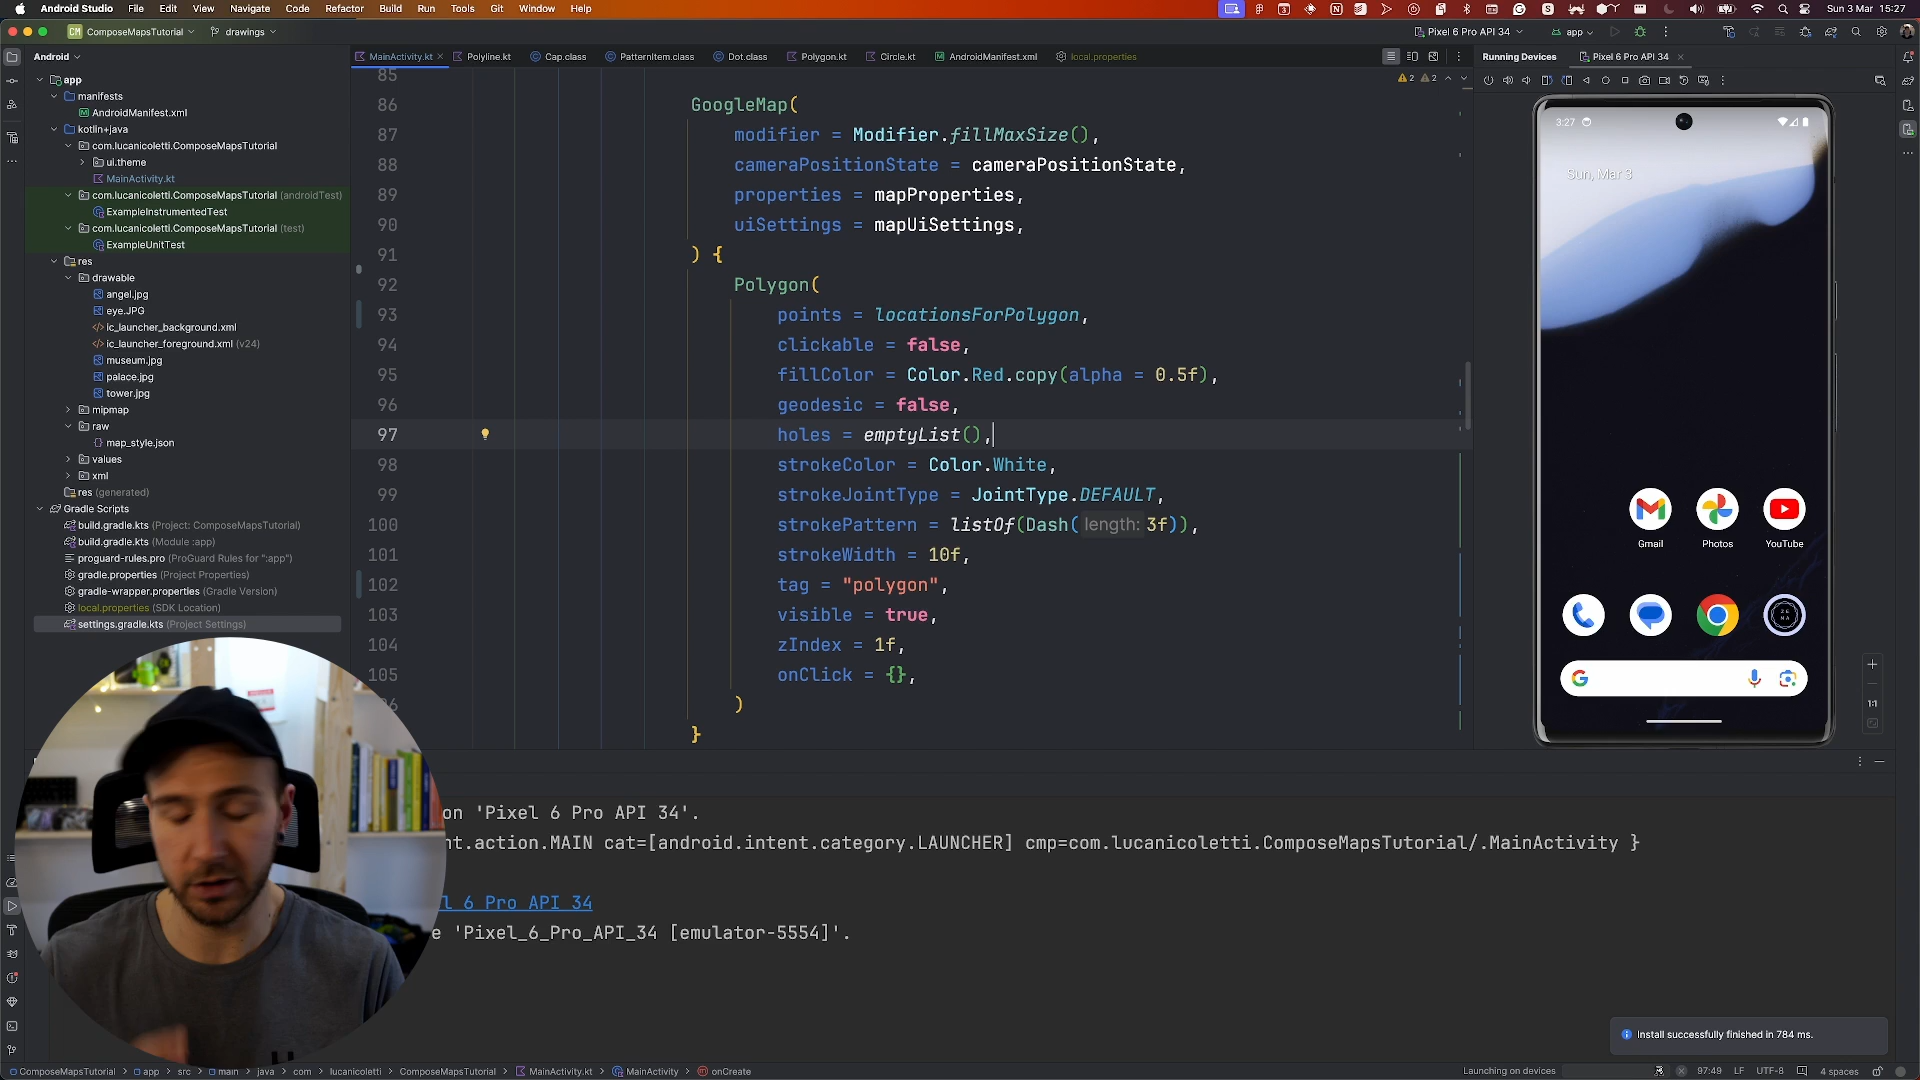 Android Studio File Edit View Navigate Code Refactor Build Run Tools Git Window Help Sun 3 Mar 15:27
CM ComposeMapsTutorial drawings Pixel 6 Pro API 34 app
Android MainActivity.kt Polyline.kt Cap.class PatternItem.class Dot.class Polygon.kt Circle.kt AndroidManifest.xml local.properties Running Devices Pixel 6 Pro API 34
app
manifests
AndroidManifest.xml
kotlin+java
com.lucanicoletti.ComposeMapsTutorial
ui.theme
MainActivity.kt
com.lucanicoletti.ComposeMapsTutorial (androidTest)
ExampleInstrumentedTest
com.lucanicoletti.ComposeMapsTutorial (test)
ExampleUnitTest
res
drawable
angel.jpg
eye.JPG
ic_launcher_background.xml
ic_launcher_foreground.xml (v24)
museum.jpg
palace.jpg
tower.jpg
mipmap
raw
map_style.json
values
xml
res (generated)
Gradle Scripts
build.gradle.kts (Project: ComposeMapsTutorial)
build.gradle.kts (Module :app)
proguard-rules.pro (ProGuard Rules for ":app")
gradle.properties (Project Properties)
gradle-wrapper.properties (Gradle Version)
local.properties (SDK Location)
settings.gradle.kts (Project Settings)
2 2
85
86 GoogleMap(
87 modifier = Modifier.fillMaxSize(),
88 cameraPositionState = cameraPositionState,
89 properties = mapProperties,
90 uiSettings = mapUiSettings,
91 ) {
92 Polygon(
93 points = locationsForPolygon,
94 clickable = false,
95 fillColor = Color.Red.copy(alpha = 0.5f),
96 geodesic = false,
97 holes = emptyList(),
98 strokeColor = Color.White,
99 strokeJointType = JointType.DEFAULT,
100 strokePattern = listOf(Dash(length: 3f)),
101 strokeWidth = 10f,
102 tag = "polygon",
103 visible = true,
104 zIndex = 1f,
105 onClick = {},
)
}
3:27
Sun, Mar 3
Gmail Photos YouTube
1:1
on 'Pixel 6 Pro API 34'.
nt.action.MAIN cat=[android.intent.category.LAUNCHER] cmp=com.lucanicoletti.ComposeMapsTutorial/.MainActivity }
l 6 Pro API 34
e 'Pixel_6_Pro_API_34 [emulator-5554]'.
Install successfully finished in 784 ms.
ComposeMapsTutorial app src main java com lucanicoletti ComposeMapsTutorial MainActivity.kt MainActivity onCreate Launching on devices 97:49 LF UTF-8 4 spaces